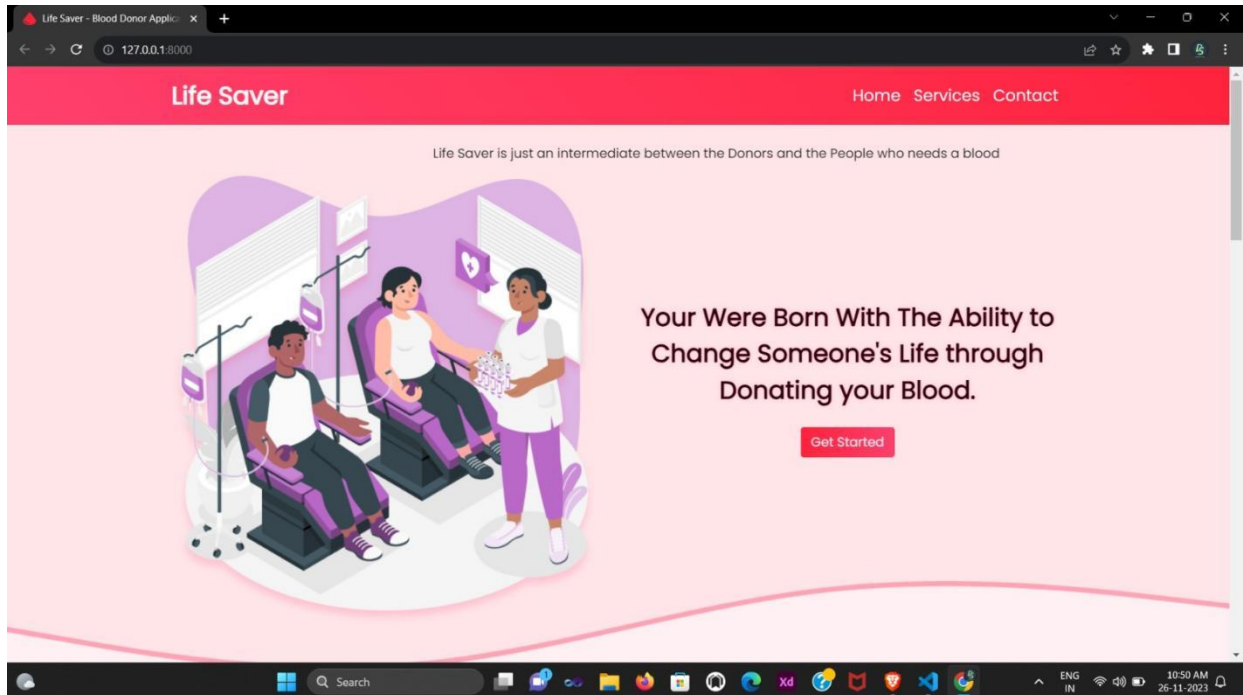 Life Saver - Blood Donor Applic
127.0.0.1:8000
Life Saver
Home Services Contact
Life Saver is just an intermediate between the Donors and the People who needs a blood
Your Were Born With The Ability to
Change Someone's Life through
Donating your Blood.
Get Started
Search
Xd
ENG
IN
10:50 AM
26-11-2023